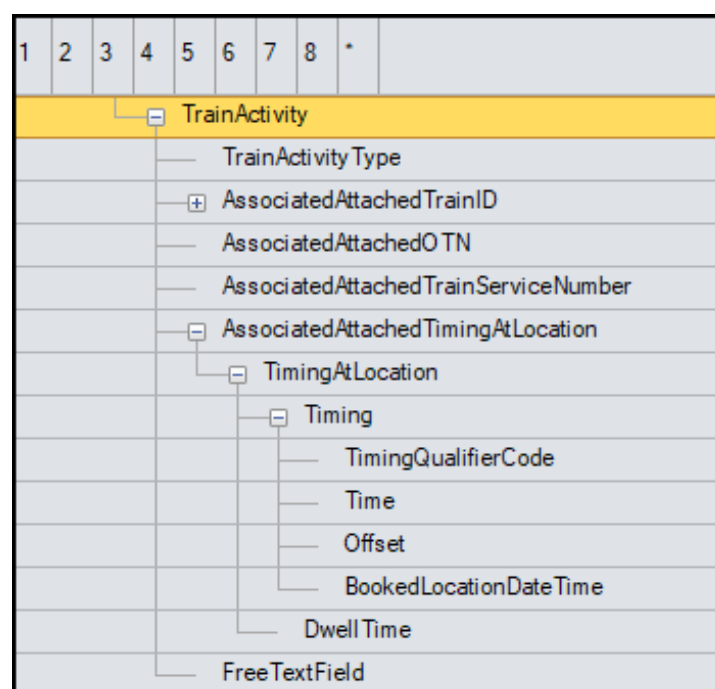 1 2 3 4 5 6 7 8 *
TrainActivity
TrainActivityType
AssociatedAttachedTrainID
AssociatedAttachedOTN
AssociatedAttachedTrainServiceNumber
AssociatedAttachedTimingAtLocation
TimingAtLocation
Timing
TimingQualifierCode
Time
Offset
BookedLocationDateTime
DwellTime
FreeTextField